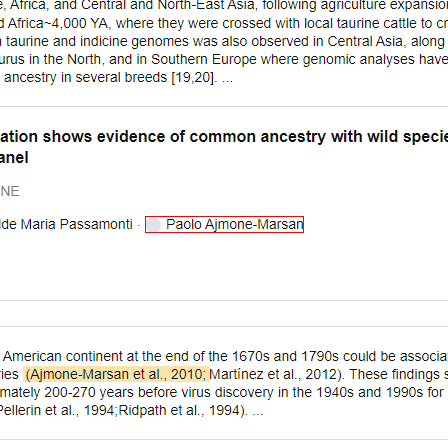 , Africa, and Central and North-East Asia, following agriculture expansio
d Africa~4,000 YA, where they were crossed with local taurine cattle to c
n taurine and indicine genomes was also observed in Central Asia, along
urus in the North, and in Southern Europe where genomic analyses have
ancestry in several breeds [19,20]. ...
ation shows evidence of common ancestry with wild specie
anel
NE
lde Maria Passamonti · Paolo Ajmone-Marsan
American continent at the end of the 1670s and 1790s could be associa
ries (Ajmone-Marsan et al., 2010; Martínez et al., 2012). These findings s
mately 200-270 years before virus discovery in the 1940s and 1990s for
Pellerin et al., 1994;Ridpath et al., 1994). ...